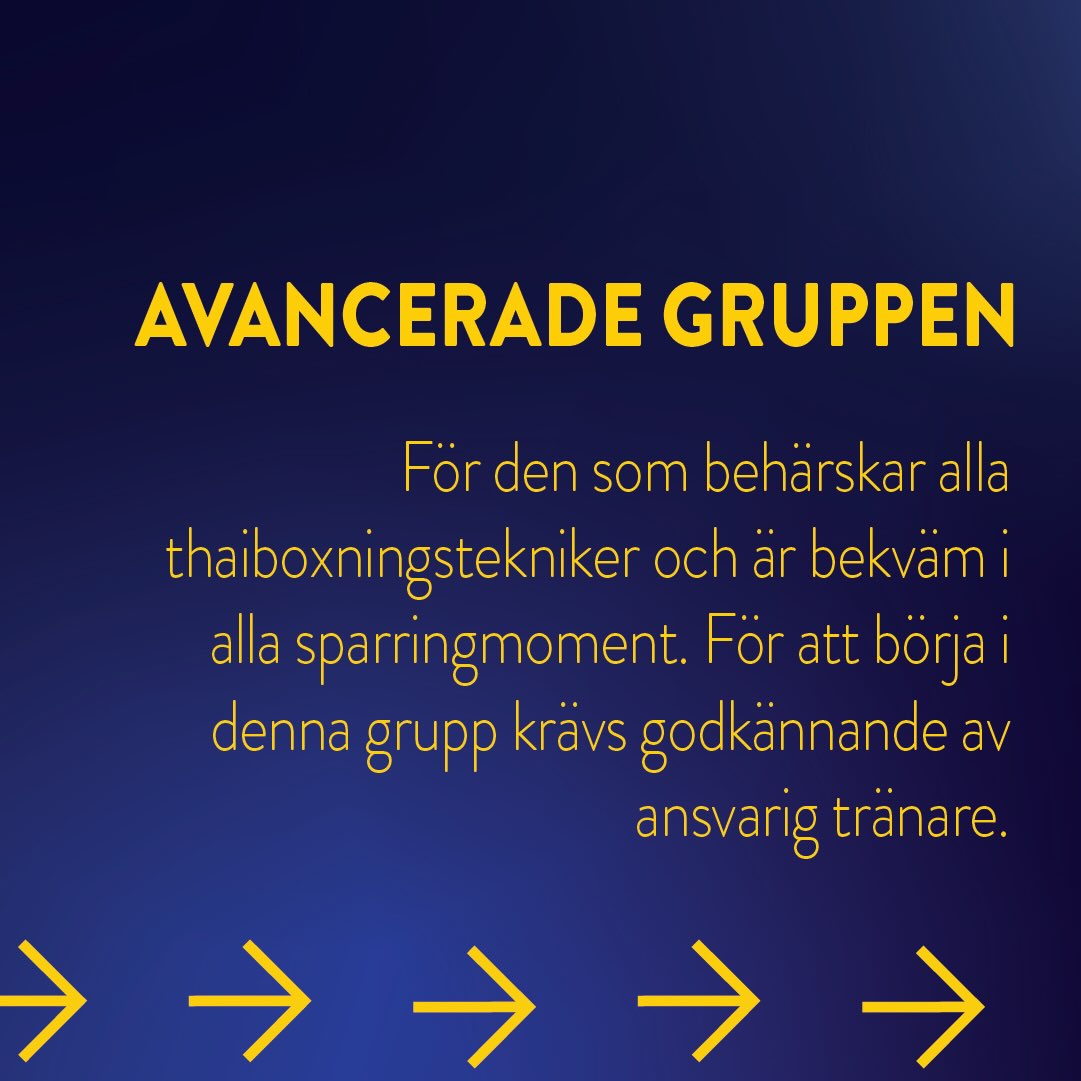 AVANCERADE GRUPPEN
För den som behärskar alla
thaiboxningstekniker och är bekväm i
alla sparringmoment. För att börja i
denna grupp krävs godkännande av
ansvarig tränare.